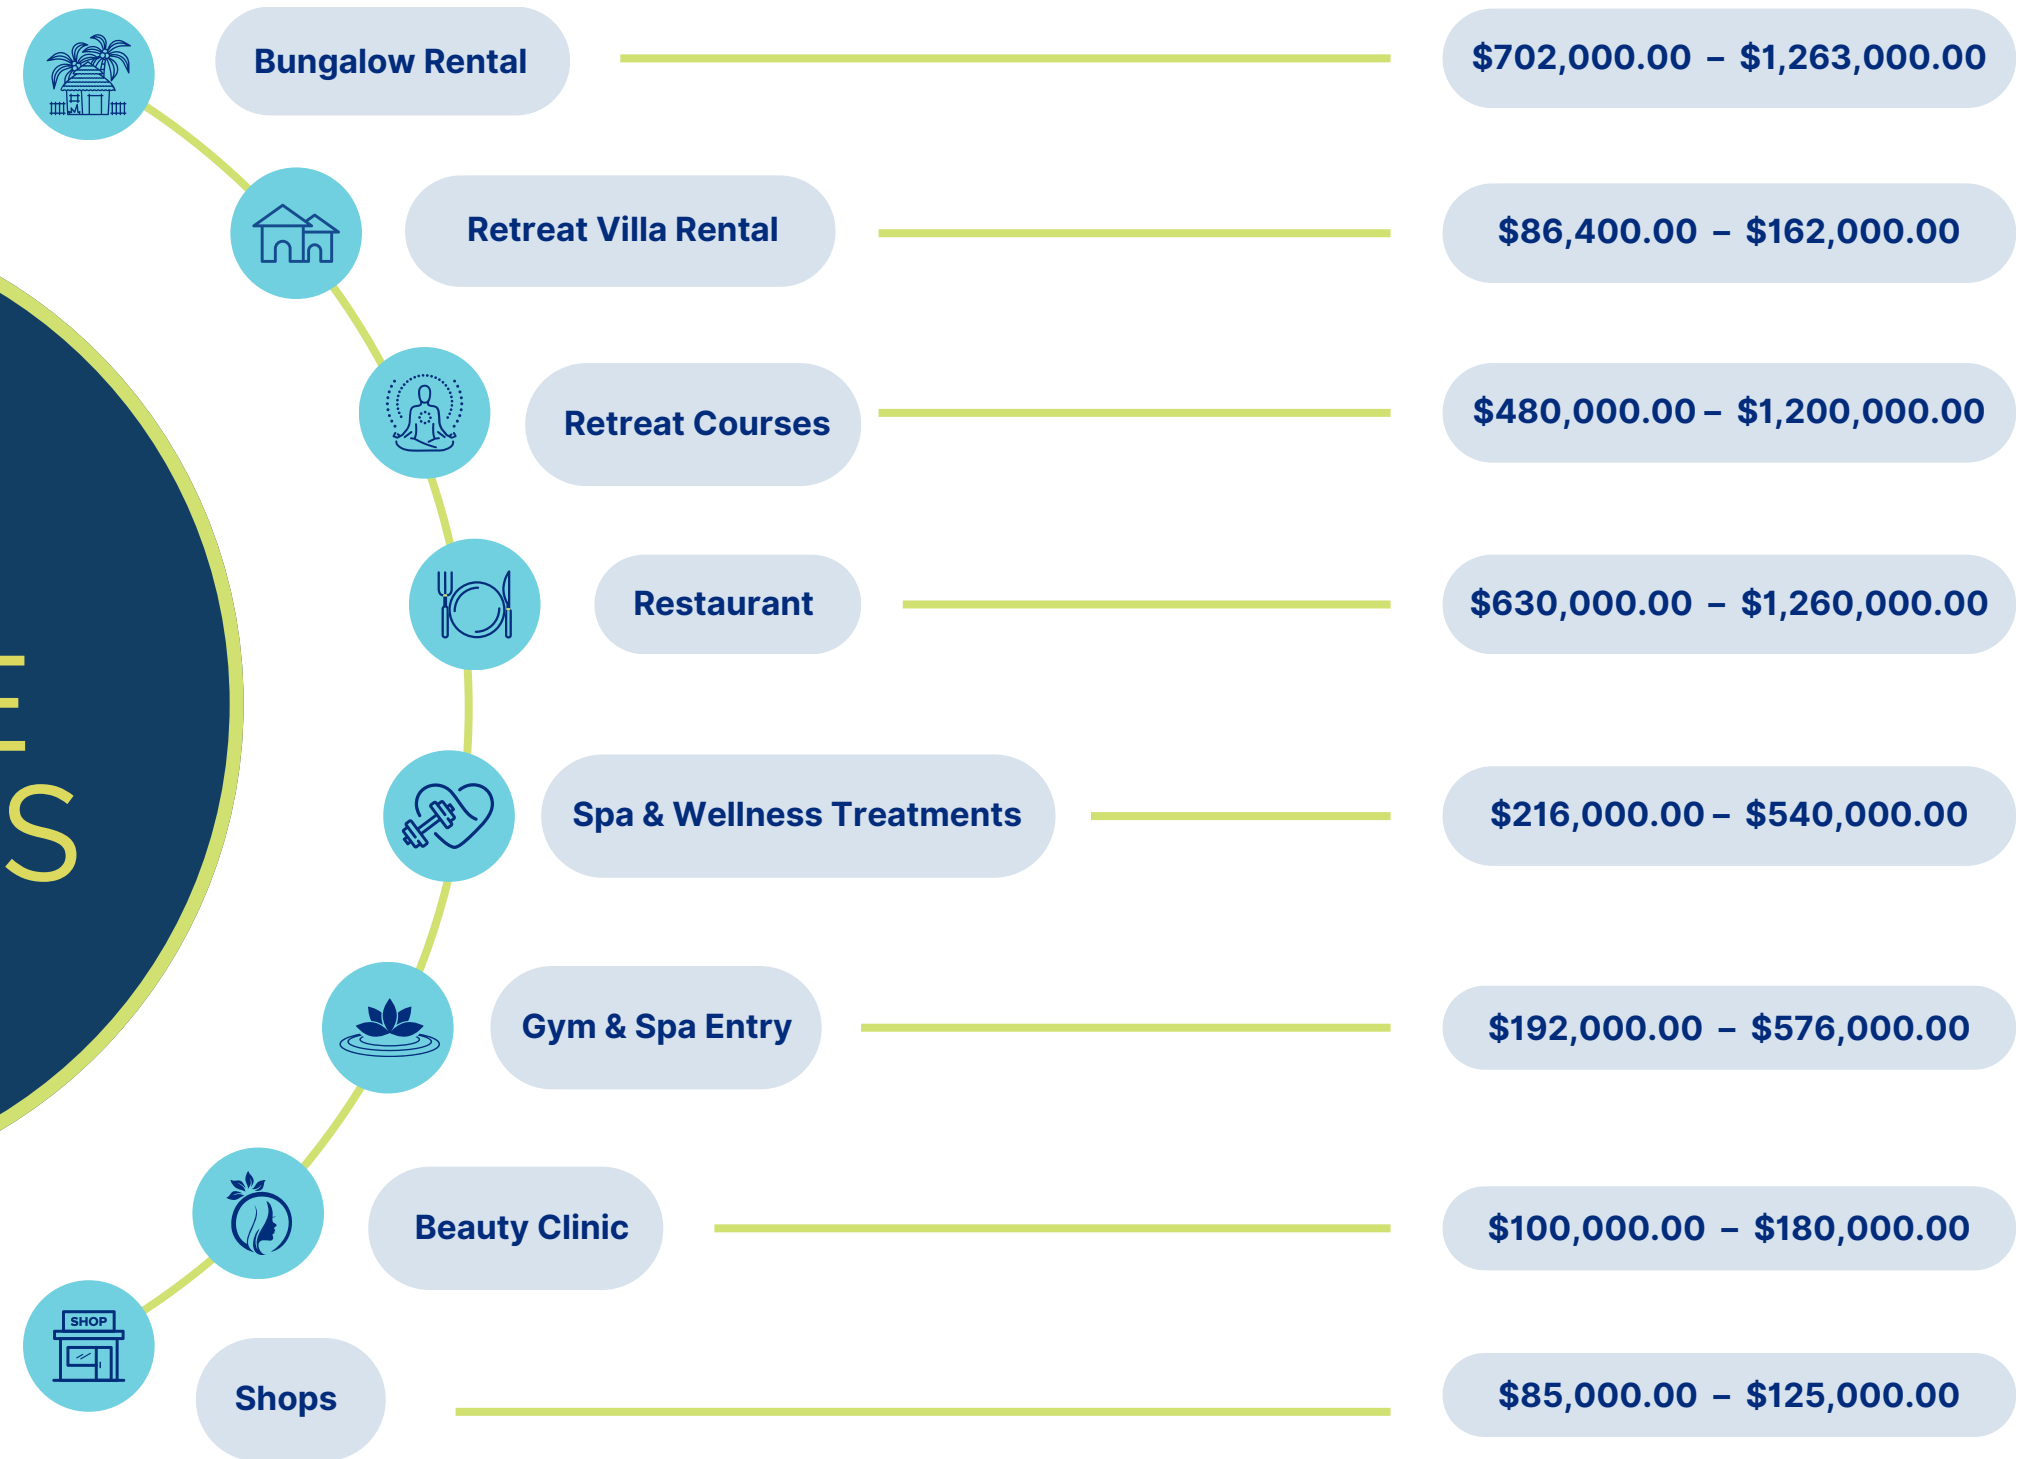 Bungalow Rental
$702,000.00 – $1,263,000.00
Retreat Villa Rental
$86,400.00 – $162,000.00
Retreat Courses
$480,000.00 – $1,200,000.00
Restaurant
$630,000.00 – $1,260,000.00
E
S
Spa & Wellness Treatments
$216,000.00 – $540,000.00
Gym & Spa Entry
$192,000.00 – $576,000.00
Beauty Clinic
$100,000.00 – $180,000.00
SHOP
Shops
$85,000.00 – $125,000.00